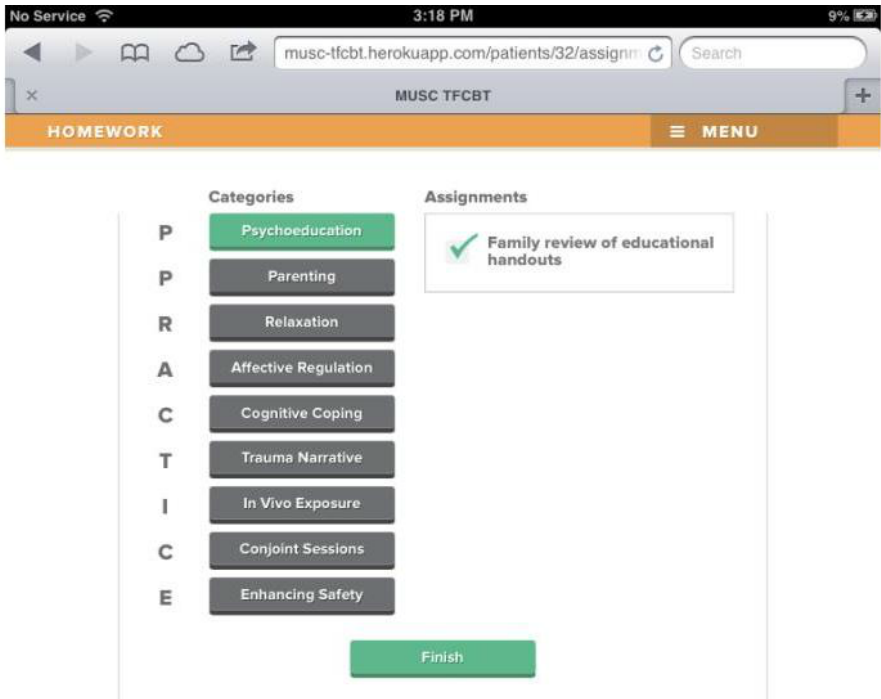 No Service 3:18 PM 9%
musc-tfcbt.herokuapp.com/patients/32/assignm Search
MUSC TFCBT
HOMEWORK MENU
Categories Assignments
P Psychoeducation
Family review of educational
handouts
P Parenting
R Relaxation
A Affective Regulation
C Cognitive Coping
T Trauma Narrative
I In Vivo Exposure
C Conjoint Sessions
E Enhancing Safety
Finish